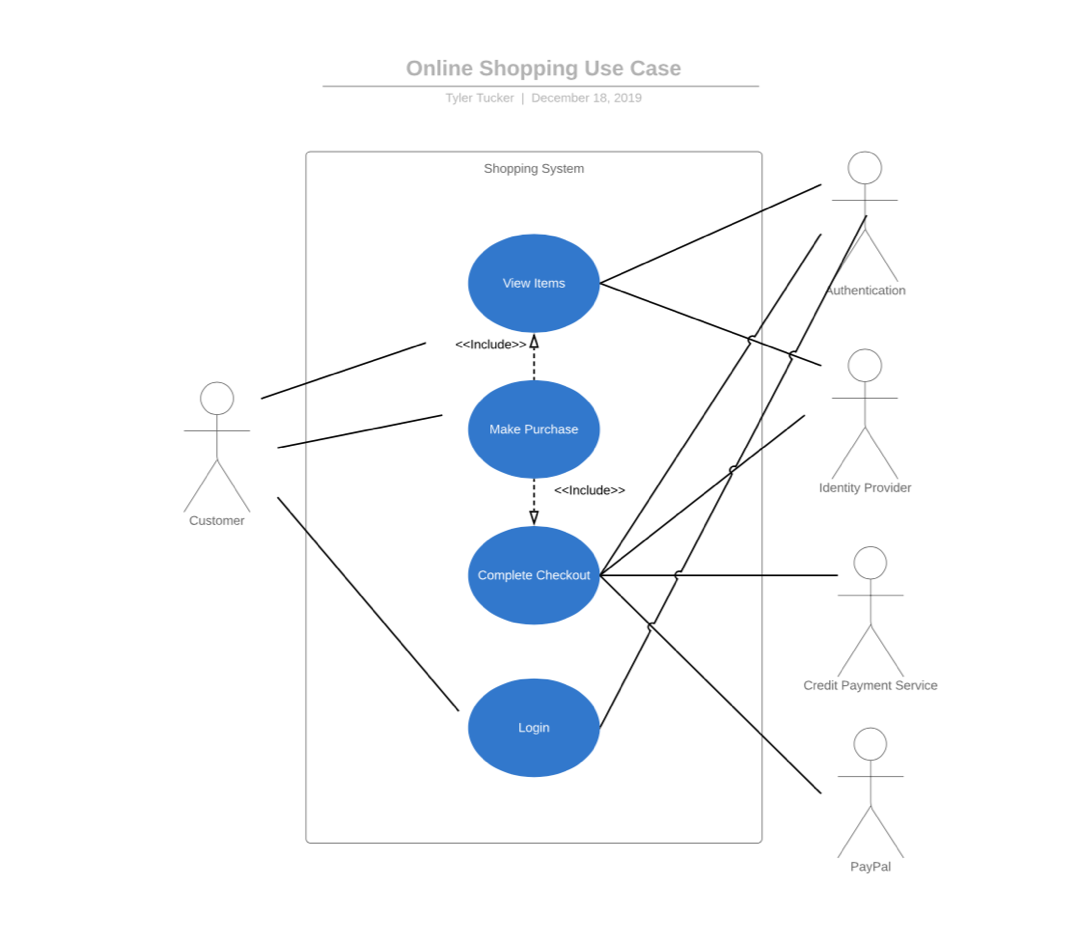 Online Shopping Use Case
Tyler Tucker | December 18, 2019
Shopping System
View Items
<<Include>>
Make Purchase
<<Include>>
Complete Checkout
Login
Customer
Authentication
Identity Provider
Credit Payment Service
PayPal